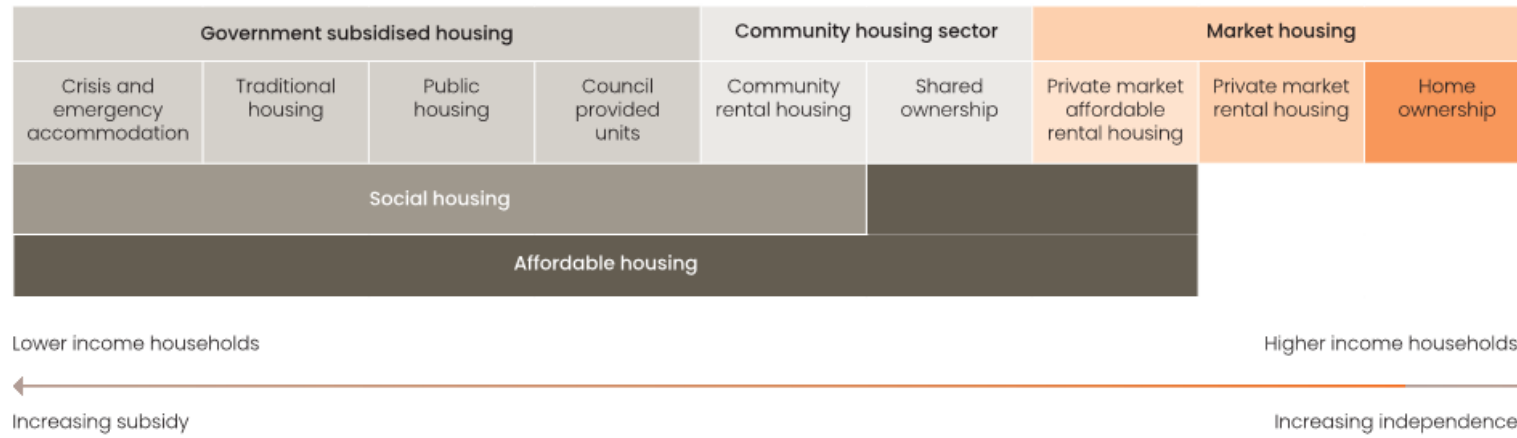 Government subsidised housing
Community housing sector
Market housing
Crisis and
emergency
accommodation
Traditional
housing
Public
housing
Council
provided
units
Community
rental housing
Shared
ownership
Private market
affordable
rental housing
Private market
rental housing
Home
ownership
Social housing
Affordable housing
Lower income households
Higher income households
Increasing subsidy
Increasing independence